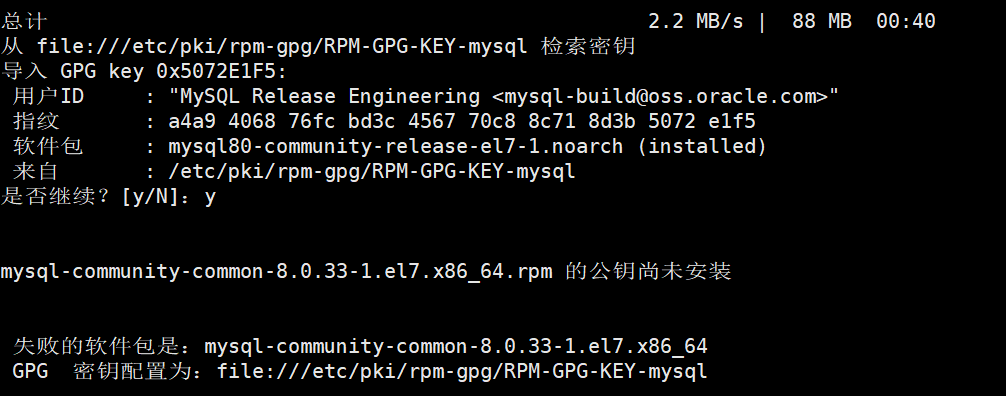 总计 2.2 MB/s | 88 MB 00:40
从 file:///etc/pki/rpm-gpg/RPM-GPG-KEY-mysql 检索密钥
导入 GPG key 0x5072E1F5:
用户ID : "MySQL Release Engineering <mysql-build@oss.oracle.com>"
指纹 : a4a9 4068 76fc bd3c 4567 70c8 8c71 8d3b 5072 e1f5
软件包 : mysql80-community-release-el7-1.noarch (installed)
来自 : /etc/pki/rpm-gpg/RPM-GPG-KEY-mysql
是否继续？[y/N]：y
mysql-community-common-8.0.33-1.el7.x86_64.rpm 的公钥尚未安装
失败的软件包是：mysql-community-common-8.0.33-1.el7.x86_64
GPG 密钥配置为：file:///etc/pki/rpm-gpg/RPM-GPG-KEY-mysql